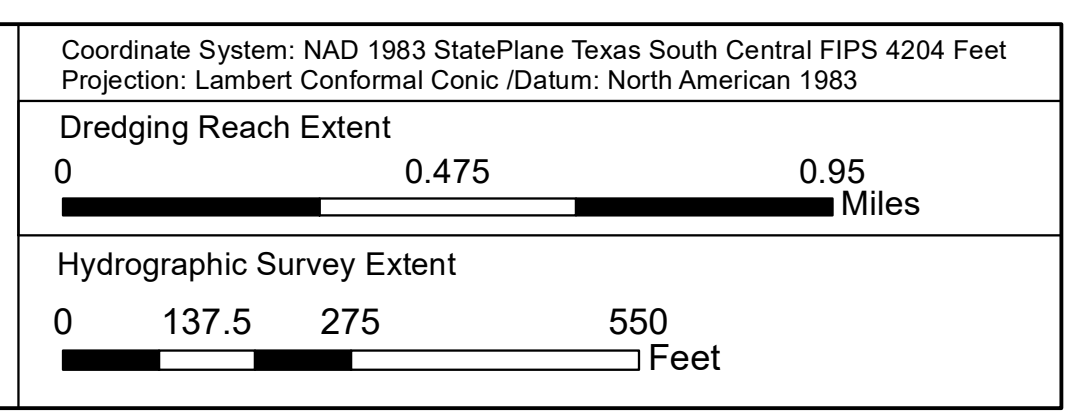 Coordinate System: NAD 1983 StatePlane Texas South Central FIPS 4204 Feet
Projection: Lambert Conformal Conic /Datum: North American 1983
Dredging Reach Extent
0 0.475 0.95
Miles
Hydrographic Survey Extent
0 137.5 275 550
Feet